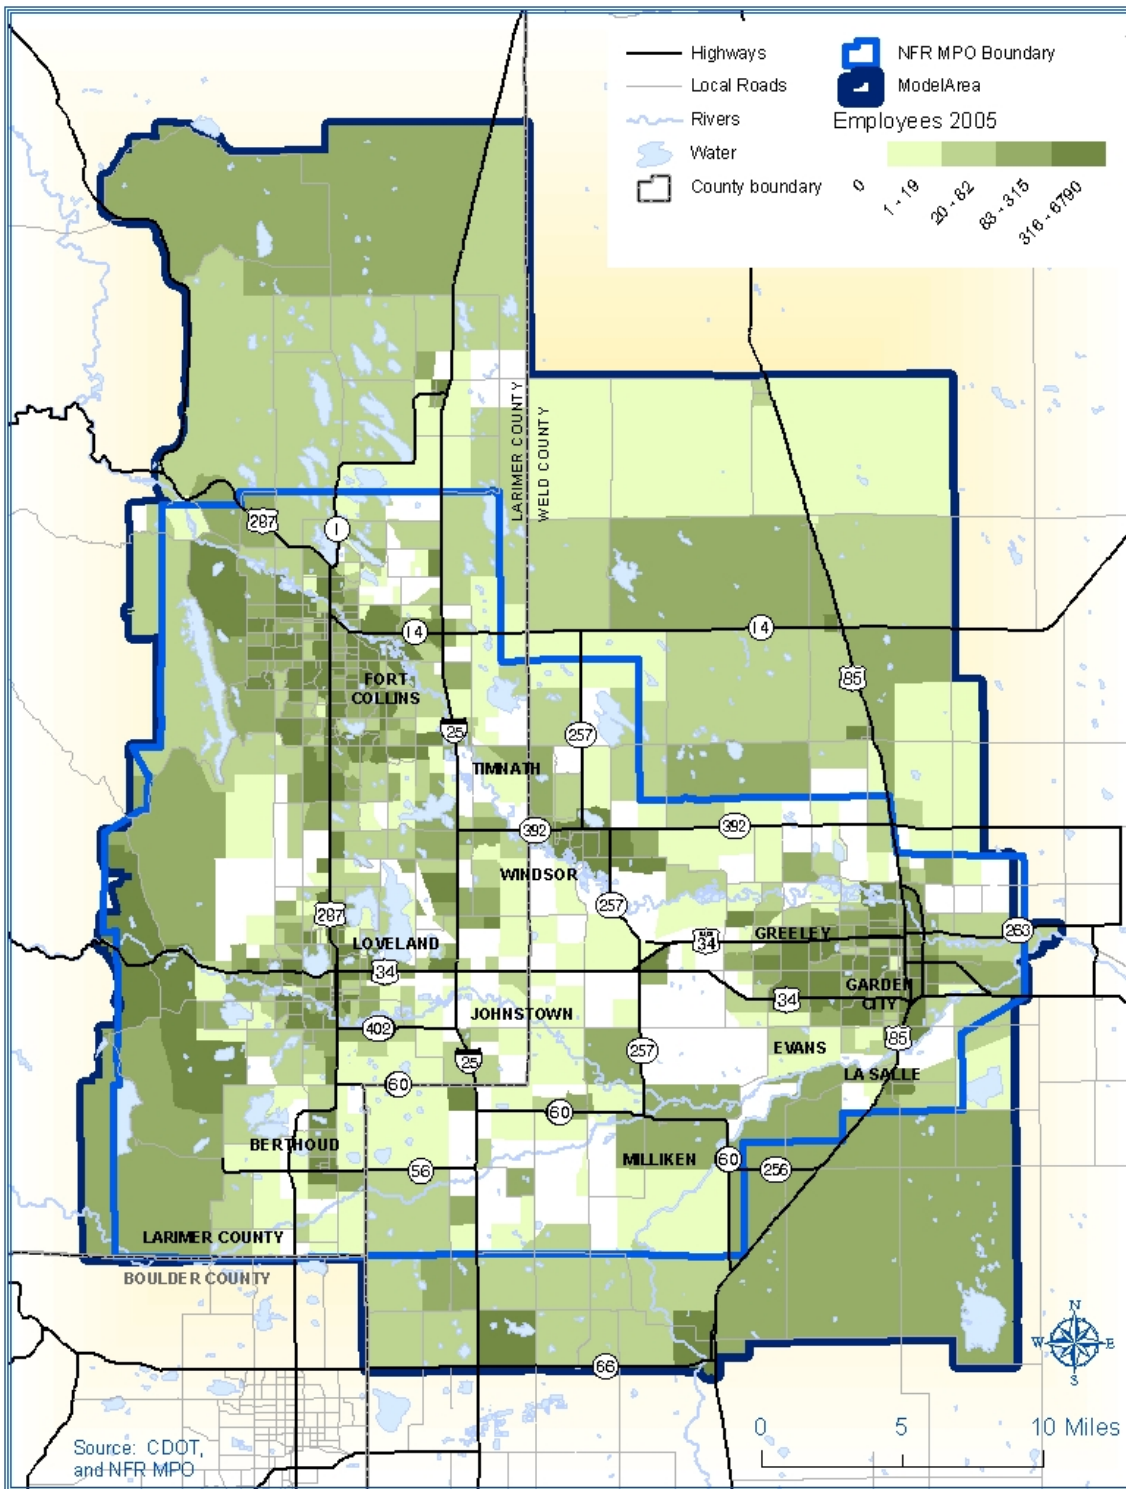 Highways
Local Roads
Rivers
Water
County boundary
NFR MPO Boundary
ModelArea
Employees 2005
0
1 - 19
20 - 82
83 - 315
316 - 6790
LARIMER COUNTY
WELD COUNTY
287
1
14
14
FORT
COLLINS
85
25
257
TIMNATH
392
392
WINDSOR
287
257
263
GREELEY
34
LOVELAND
34
GARDEN
CITY
34
JOHNSTOWN
402
85
EVANS
257
25
LA SALLE
60
60
BERTHOUD
MILLIKEN
60
56
256
LARIMER COUNTY
BOULDER COUNTY
N
W
E
S
66
0
5
10 Miles
Source: CDOT,
and NFR MPO